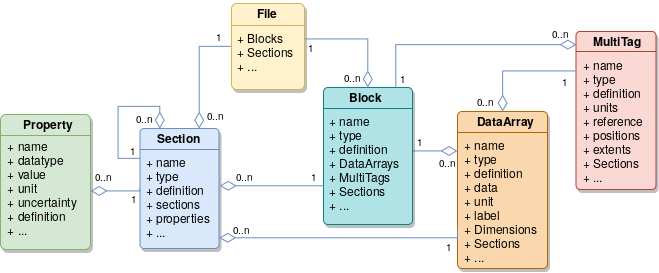 File
+ Blocks
+ Sections
+ ...
1
1
0..n
0..n
MultiTag
+ name
+ type
+ definition
+ units
+ reference
+ positions
+ extents
+ Sections
+ ...
0..n
1
1
0..n
Block
+ name
+ type
+ definition
+ DataArrays
+ MultiTags
+ Sections
+ ...
1
0..n
DataArray
+ name
+ type
+ definition
+ data
+ unit
+ label
+ Dimensions
+ Sections
+ ...
Property
+ name
+ datatype
+ value
+ unit
+ uncertainty
+ definition
+ ...
0..n
1
0..n
1
Section
+ name
+ type
+ definition
+ sections
+ properties
+ ...
0..n
1
0..n
1